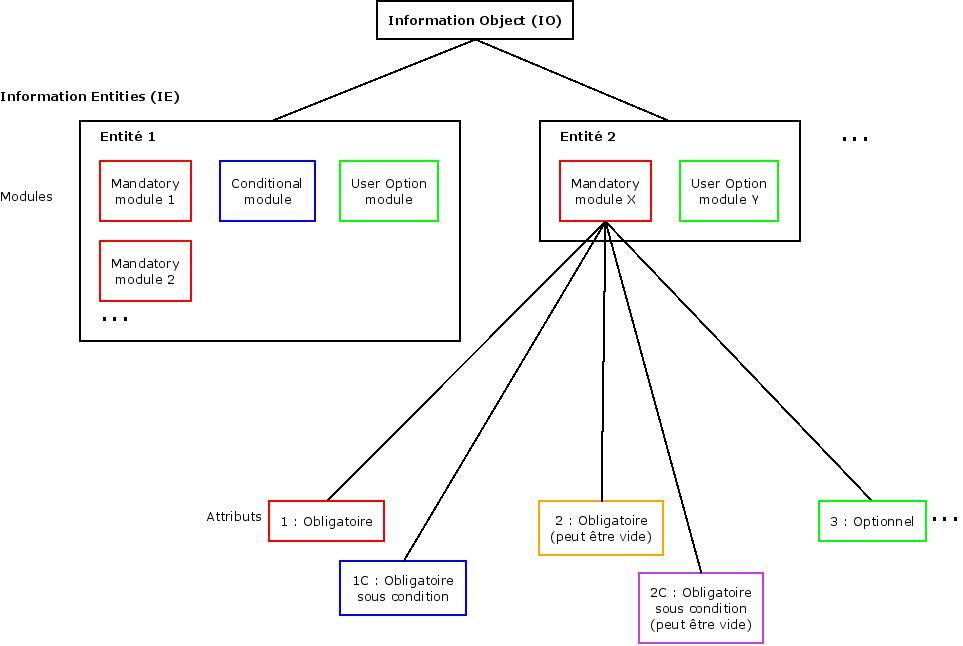 Information Object (IO)
Information Entities (IE)
Entité 1
Entité 2
...
Modules
Mandatory
module 1
Conditional
module
User Option
module
Mandatory
module X
User Option
module Y
Mandatory
module 2
...
Attributs
1 : Obligatoire
2 : Obligatoire
(peut être vide)
3 : Optionnel
...
1C : Obligatoire
sous condition
2C : Obligatoire
sous condition
(peut être vide)